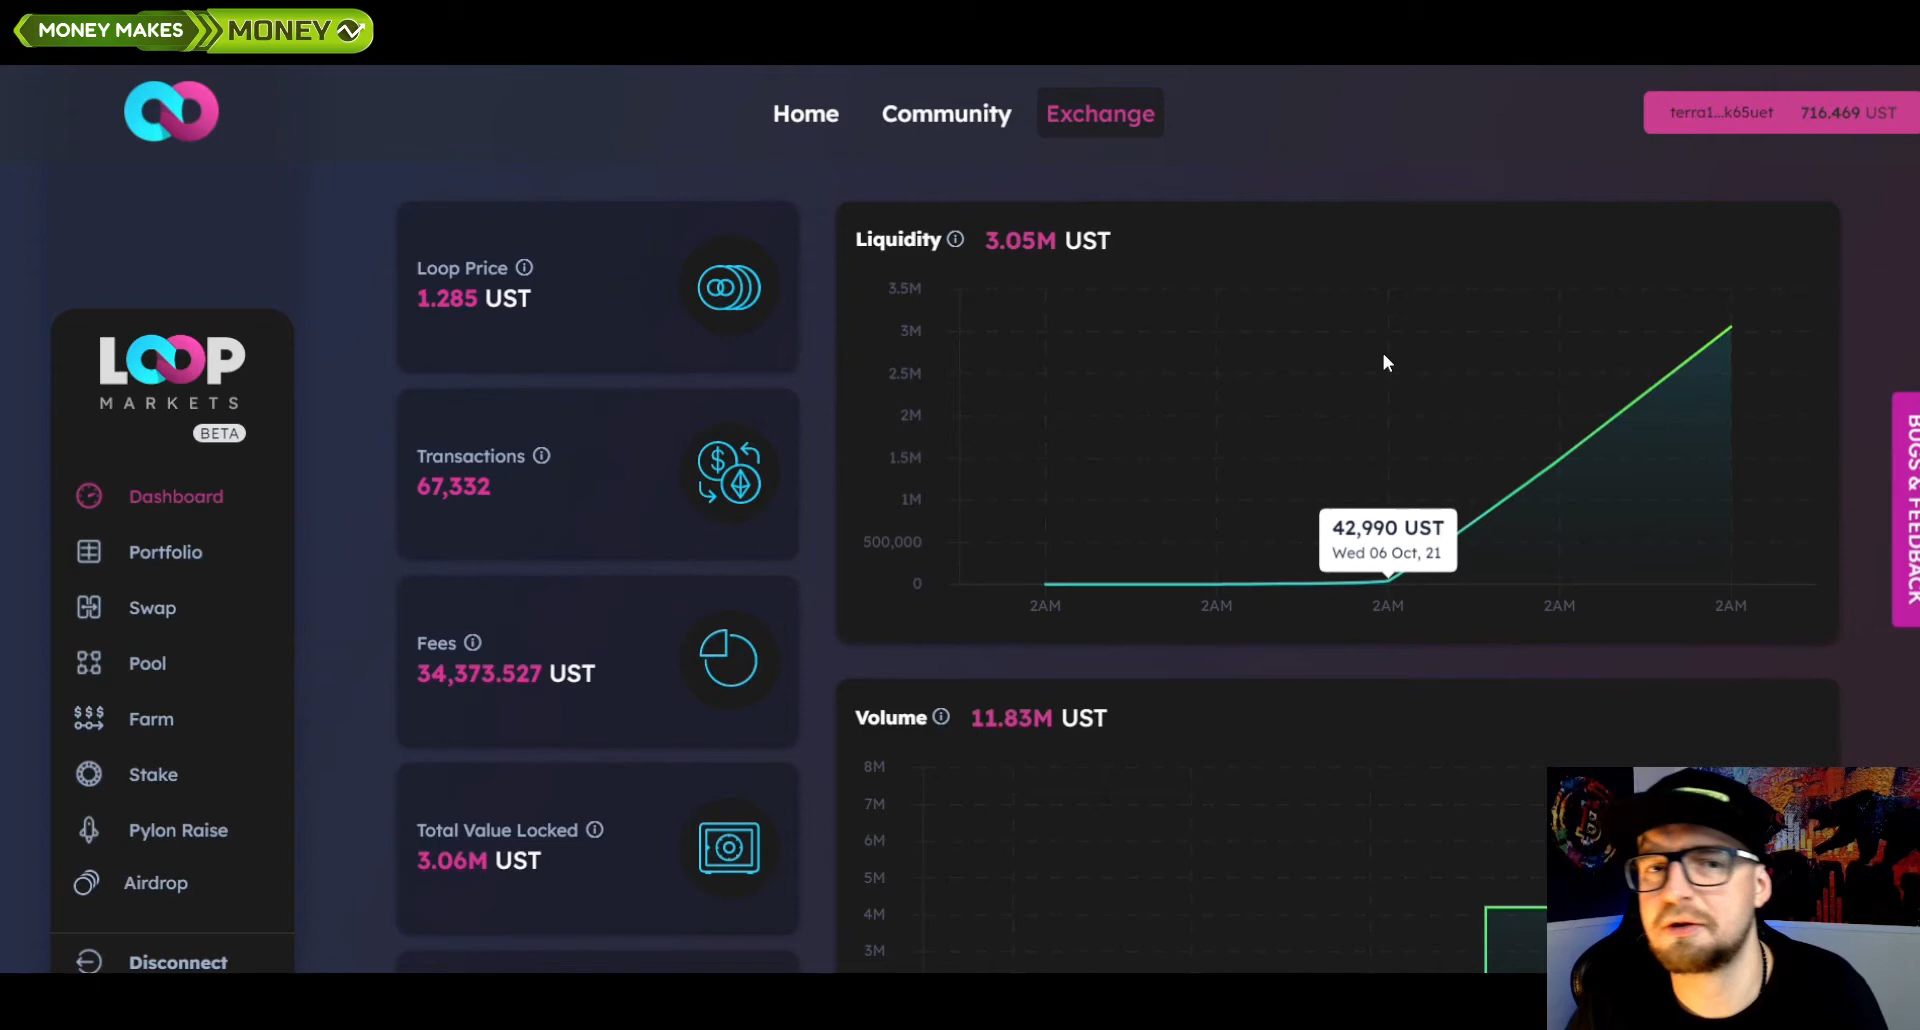 MONEY MAKES MONEY
Home Community Exchange
terra1...k65uet 716.469 UST
LOOP
MARKETS
BETA
Dashboard
Portfolio
Swap
Pool
Farm
Stake
Pylon Raise
Airdrop
Disconnect
Loop Price
1.285 UST
Transactions
67,332
Fees
34,373.527 UST
Total Value Locked
3.06M UST
Liquidity 3.05M UST
3.5M
3M
2.5M
2M
1.5M
1M
500,000
0
42,990 UST
Wed 06 Oct, 21
2AM 2AM 2AM 2AM 2AM
Volume 11.83M UST
8M
7M
6M
5M
4M
3M
BUGS & FEEDBACK